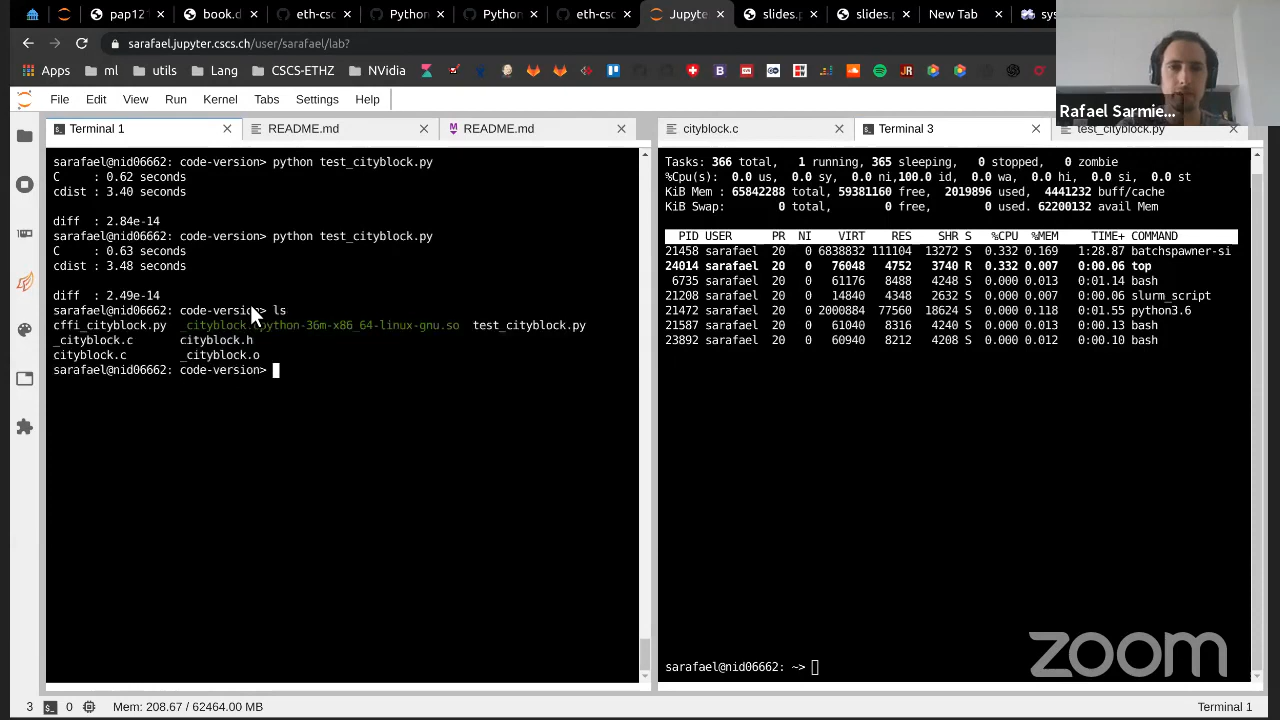 pap12
book.d
eth-csc
Python
Python
eth-csc
Jupyte
slides.p
slides.p
New Tab
sys
sarafael.jupyter.cscs.ch/user/sarafael/lab?
Apps
ml
utils
Lang
CSCS-ETHZ
NVidia
File Edit View Run Kernel Tabs Settings Help
Rafael Sarmie...
Terminal 1
README.md
README.md
cityblock.c
Terminal 3
test_cityblock.py
sarafael@nid06662: code-version> python test_cityblock.py
C     : 0.62 seconds
cdist : 3.40 seconds
diff  : 2.84e-14
sarafael@nid06662: code-version> python test_cityblock.py
C     : 0.63 seconds
cdist : 3.48 seconds
diff  : 2.49e-14
sarafael@nid06662: code-version> ls
cffi_cityblock.py  _cityblock.cpython-36m-x86_64-linux-gnu.so  test_cityblock.py
_cityblock.c       cityblock.h
cityblock.c        _cityblock.o
sarafael@nid06662: code-version>
Tasks: 366 total,   1 running, 365 sleeping,   0 stopped,   0 zombie
%Cpu(s):  0.0 us,  0.0 sy,  0.0 ni,100.0 id,  0.0 wa,  0.0 hi,  0.0 si,  0.0 st
KiB Mem : 65842288 total, 59381160 free,  2019896 used,  4441232 buff/cache
KiB Swap:        0 total,        0 free,        0 used. 62200132 avail Mem
PID USER      PR  NI    VIRT    RES    SHR S  %CPU  %MEM     TIME+ COMMAND
21458 sarafael  20   0 6838832 111104  13272 S 0.332 0.169   1:28.87 batchspawner-si
24014 sarafael  20   0   76048   4752   3740 R 0.332 0.007   0:00.06 top
6735 sarafael  20   0   61176   8488   4248 S 0.000 0.013   0:01.14 bash
21208 sarafael  20   0   14840   4348   2632 S 0.000 0.007   0:00.06 slurm_script
21472 sarafael  20   0 2000884  77560  18624 S 0.000 0.118   0:01.55 python3.6
21587 sarafael  20   0   61040   8316   4240 S 0.000 0.013   0:00.13 bash
23892 sarafael  20   0   60940   8212   4208 S 0.000 0.012   0:00.10 bash
sarafael@nid06662: ~>
zoom
3 0 Mem: 208.67 / 62464.00 MB
Terminal 1